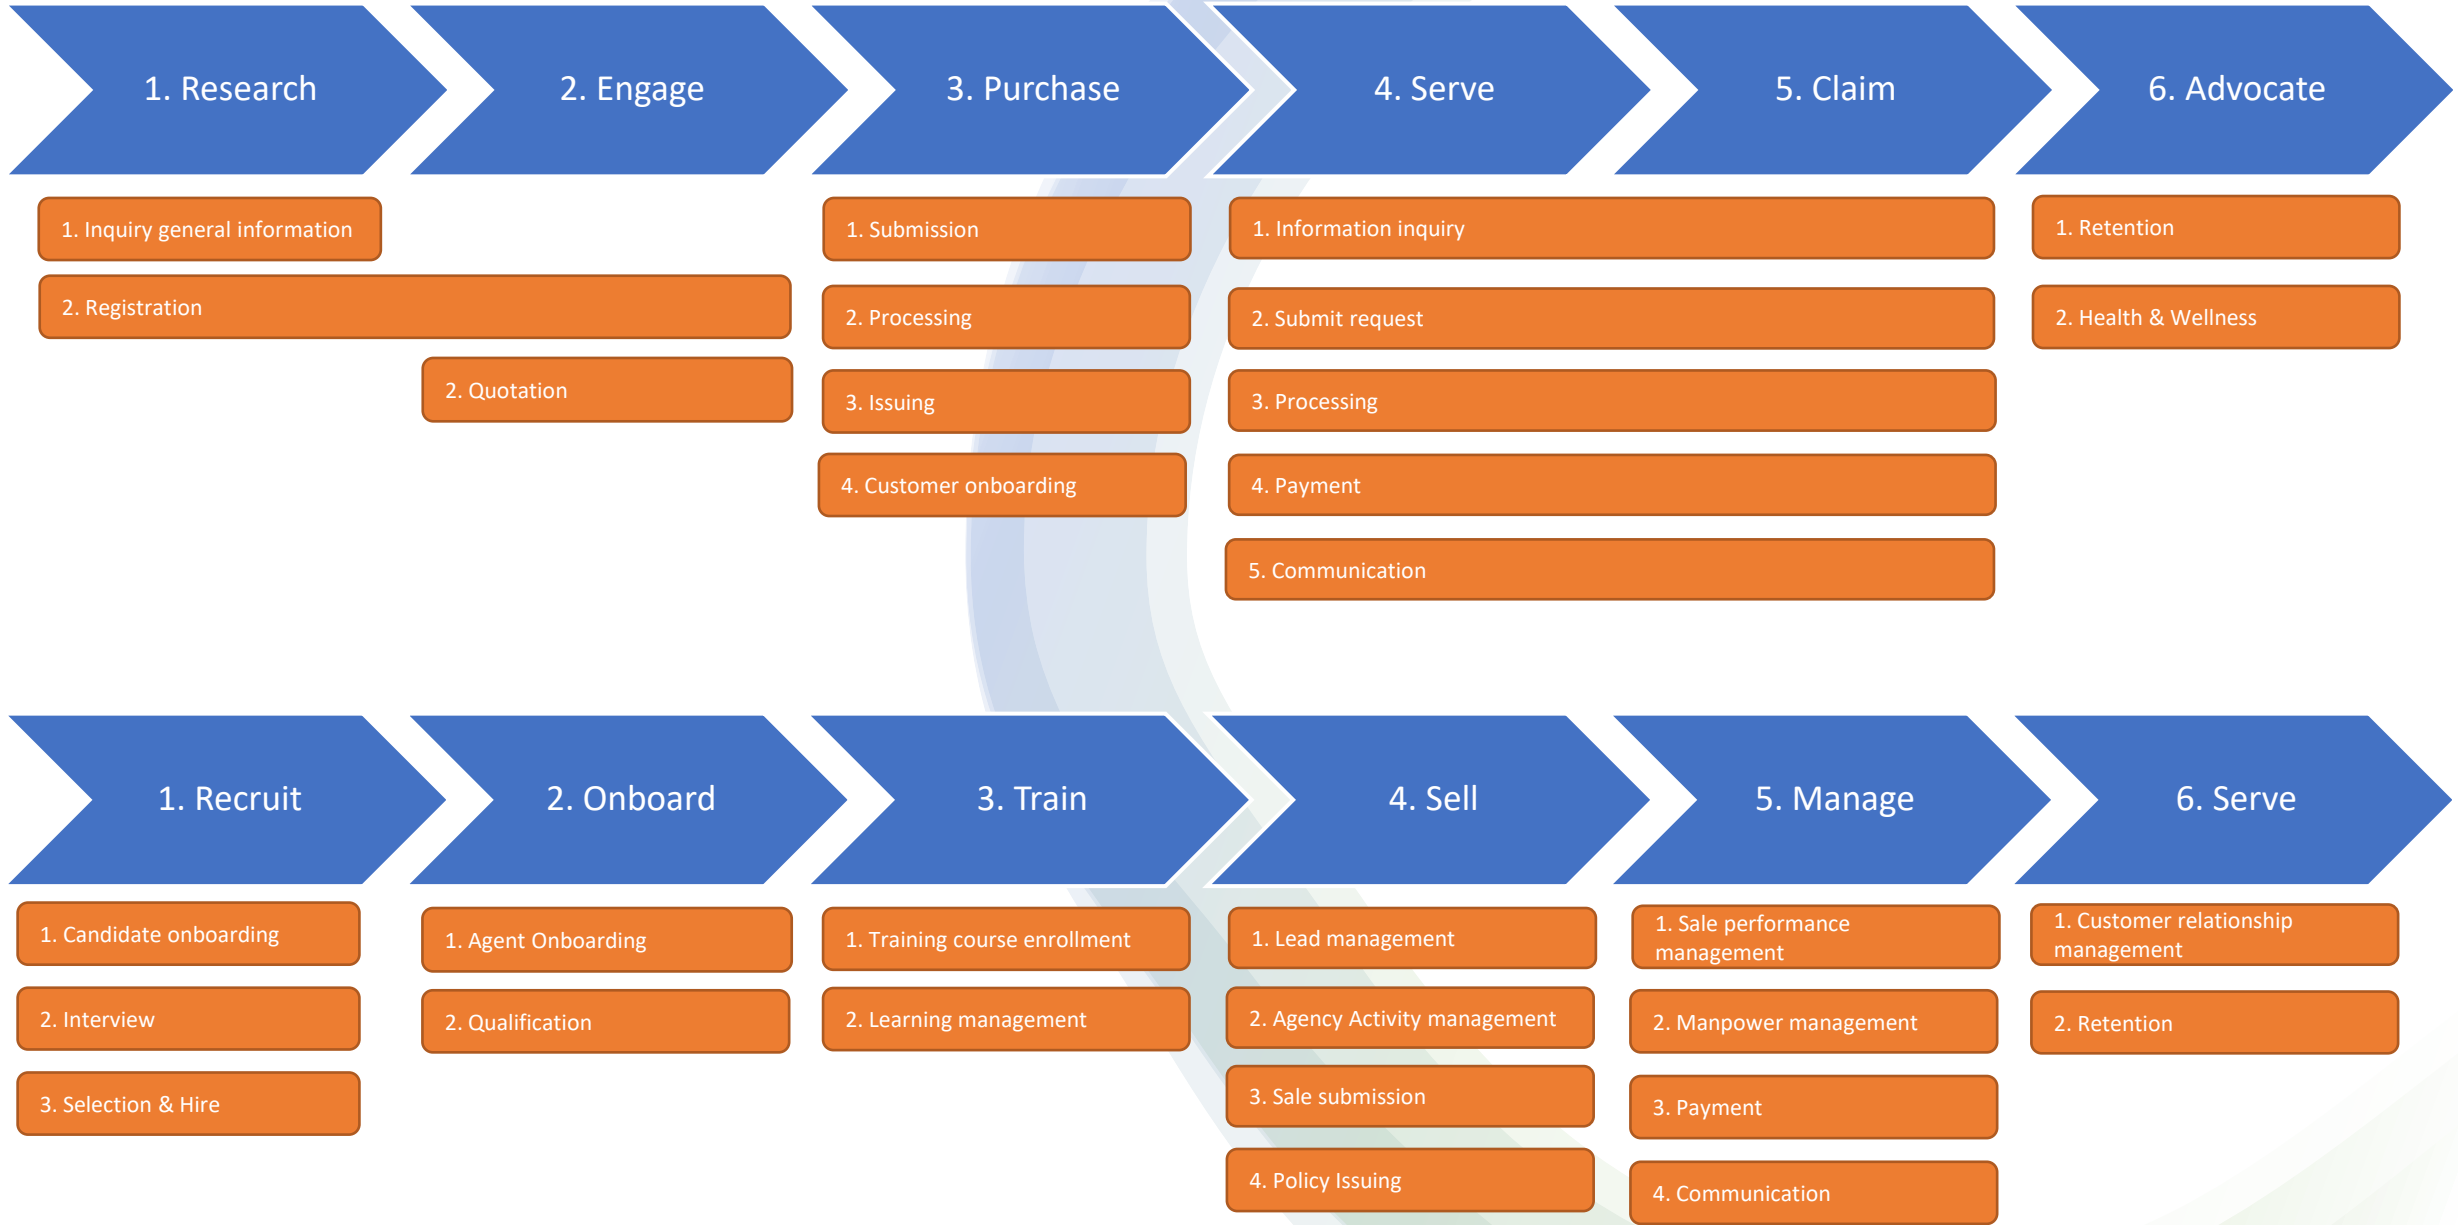 1. Research
2. Engage
3. Purchase
4. Serve
5. Claim
6. Advocate
1. Inquiry general information
2. Registration
2. Quotation
1. Submission
2. Processing
3. Issuing
4. Customer onboarding
1. Information inquiry
2. Submit request
3. Processing
4. Payment
5. Communication
1. Retention
2. Health & Wellness
1. Recruit
2. Onboard
3. Train
4. Sell
5. Manage
6. Serve
1. Candidate onboarding
2. Interview
3. Selection & Hire
1. Agent Onboarding
2. Qualification
1. Training course enrollment
2. Learning management
1. Lead management
2. Agency Activity management
3. Sale submission
4. Policy Issuing
1. Sale performance
management
2. Manpower management
3. Payment
4. Communication
1. Customer relationship
management
2. Retention